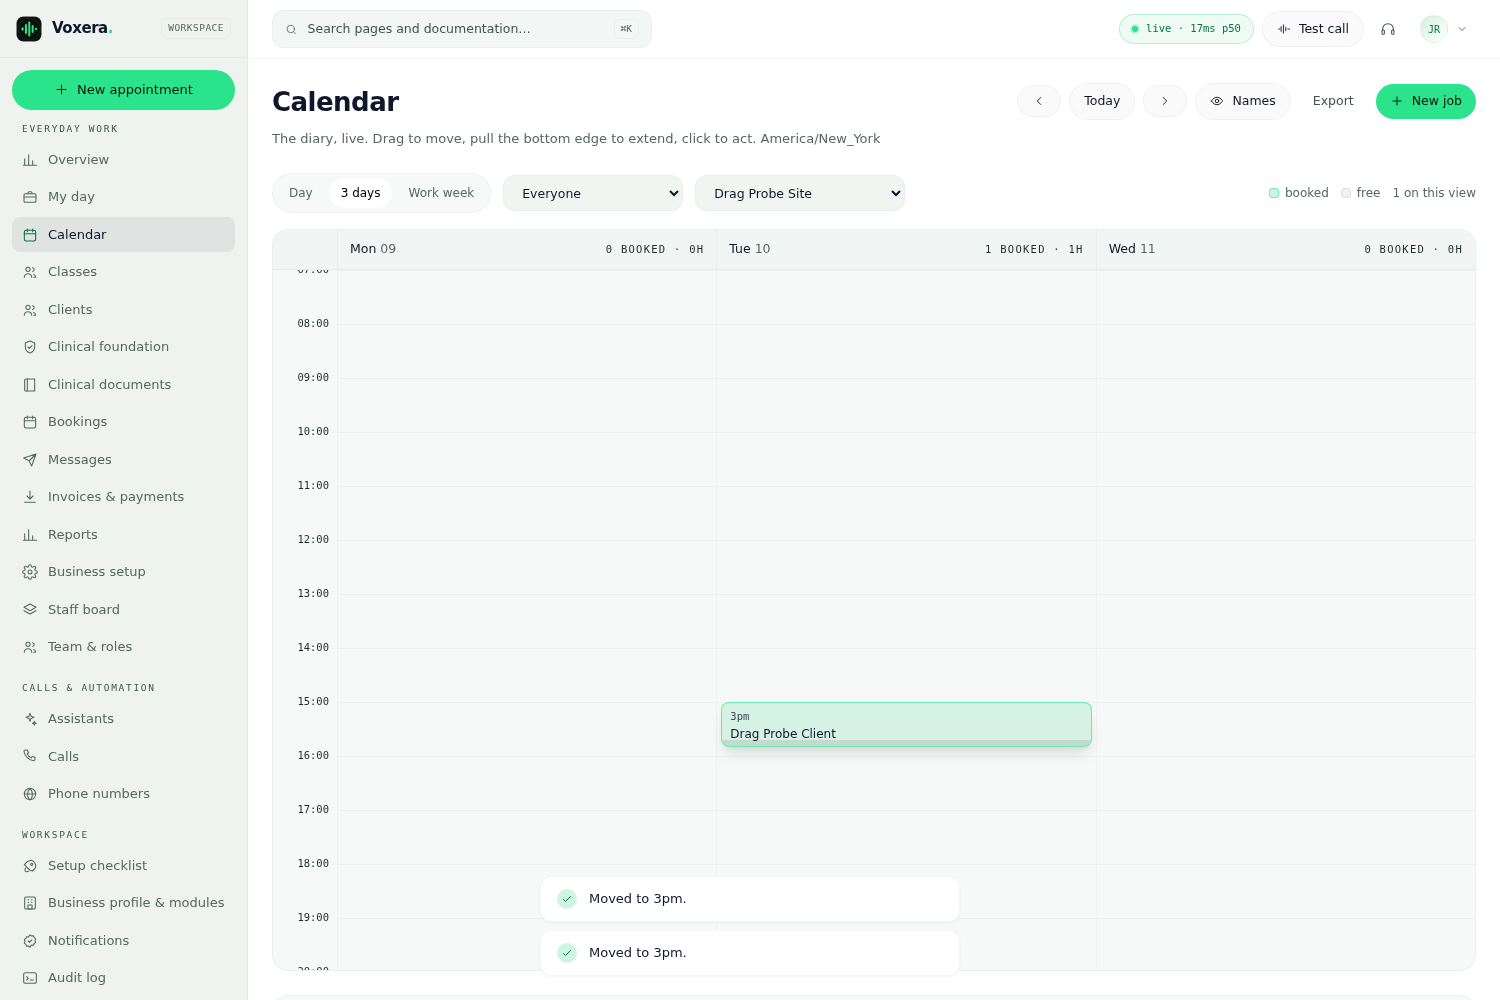 Voxera.
WORKSPACE
Search pages and documentation...
⌘K
live · 17ms p50
Test call
JR
New appointment
EVERYDAY WORK
Overview
My day
Calendar
Classes
Clients
Clinical foundation
Clinical documents
Bookings
Messages
Invoices & payments
Reports
Business setup
Staff board
Team & roles
CALLS & AUTOMATION
Assistants
Calls
Phone numbers
WORKSPACE
Setup checklist
Business profile & modules
Notifications
Audit log
Calendar
Today
Names
Export
New job
The diary, live. Drag to move, pull the bottom edge to extend, click to act. America/New_York
Day
3 days
Work week
Everyone
Drag Probe Site
booked
free
1 on this view
Mon 09
0 BOOKED · 0H
Tue 10
1 BOOKED · 1H
Wed 11
0 BOOKED · 0H
07:00
08:00
09:00
10:00
11:00
12:00
13:00
14:00
15:00
3pm
Drag Probe Client
16:00
17:00
18:00
Moved to 3pm.
19:00
Moved to 3pm.
20:00